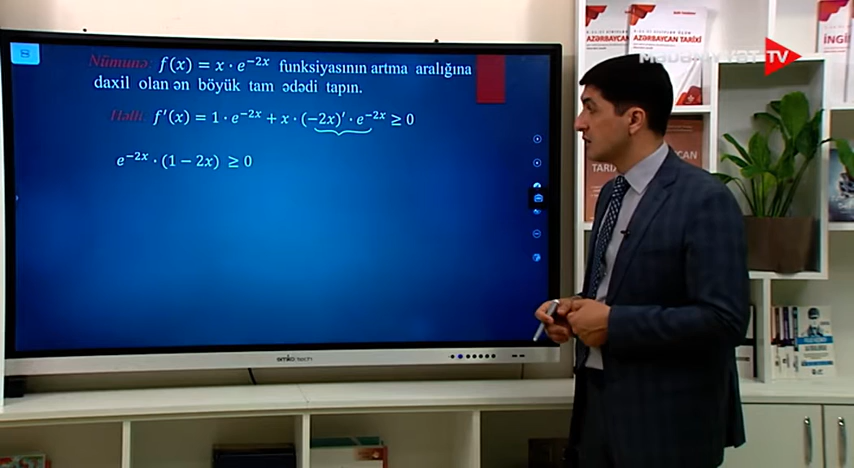 Nümunə: f(x) = x · e⁻²ˣ funksiyasının artma aralığına
daxil olan ən böyük tam ədədi tapın.
Həlli: f′(x) = 1 · e⁻²ˣ + x · (−2x)′ · e⁻²ˣ ≥ 0
e⁻²ˣ · (1 − 2x) ≥ 0
AZƏRBAYCAN
AZƏRBAYCAN TARİXİ
MƏDƏNİYYƏT TV
İNGİ